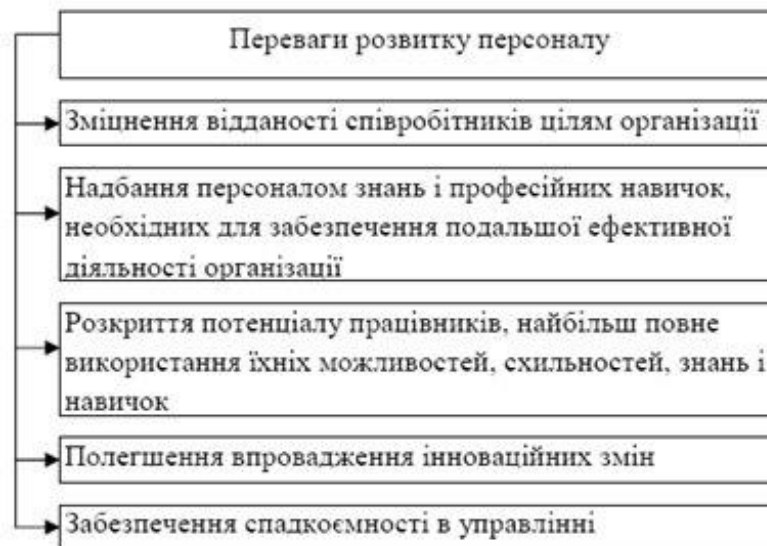 Переваги розвитку персоналу
Зміцнення відданості співробітників цілям організації
Надбання персоналом знань і професійних навичок,
необхідних для забезпечення подальшої ефективної
діяльності організації
Розкриття потенціалу працівників, найбільш повне
використання їхніх можливостей, схильностей, знань і
навичок
Полегшення впровадження інноваційних змін
Забезпечення спадкоємності в управлінні